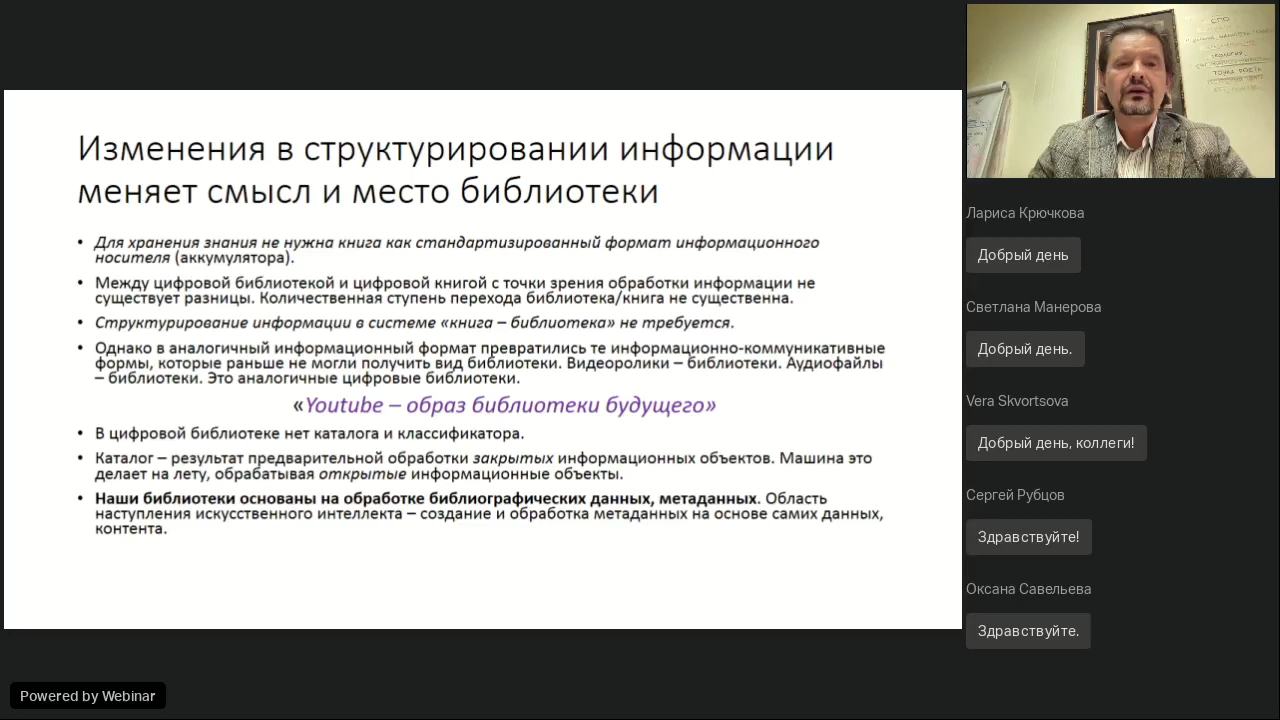 Изменения в структурировании информации
меняет смысл и место библиотеки
• Для хранения знания не нужна книга как стандартизированный формат информационного
носителя (аккумулятора).
• Между цифровой библиотекой и цифровой книгой с точки зрения обработки информации не
существует разницы. Количественная ступень перехода библиотека/книга не существенна.
• Структурирование информации в системе «книга – библиотека» не требуется.
• Однако в аналогичный информационный формат превратились те информационно-коммуникативные
формы, которые раньше не могли получить вид библиотеки. Видеоролики – библиотеки. Аудиофайлы
– библиотеки. Это аналогичные цифровые библиотеки.
«Youtube – образ библиотеки будущего»
• В цифровой библиотеке нет каталога и классификатора.
• Каталог – результат предварительной обработки закрытых информационных объектов. Машина это
делает на лету, обрабатывая открытые информационные объекты.
• Наши библиотеки основаны на обработке библиографических данных, метаданных. Область
наступления искусственного интеллекта – создание и обработка метаданных на основе самих данных,
контента.
СПО
ТОЧКА РОСТА
Лариса Крючкова
Добрый день
Светлана Манерова
Добрый день.
Vera Skvortsova
Добрый день, коллеги!
Сергей Рубцов
Здравствуйте!
Оксана Савельева
Здравствуйте.
Powered by Webinar